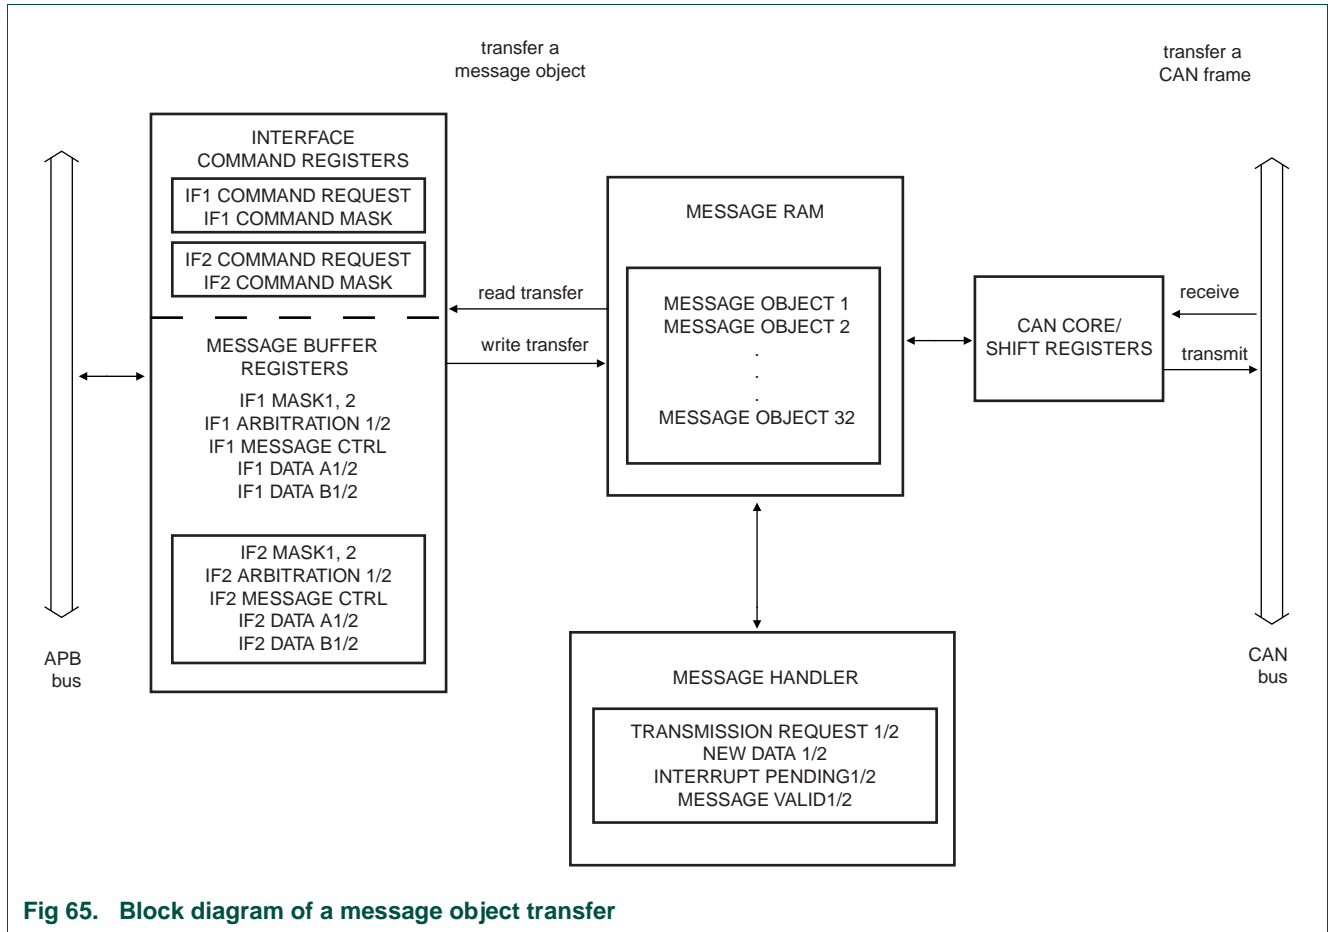 transfer a
message object
transfer a
CAN frame
INTERFACE
COMMAND REGISTERS
IF1 COMMAND REQUEST
IF1 COMMAND MASK
IF2 COMMAND REQUEST
IF2 COMMAND MASK
MESSAGE BUFFER
REGISTERS
IF1 MASK1, 2
IF1 ARBITRATION 1/2
IF1 MESSAGE CTRL
IF1 DATA A1/2
IF1 DATA B1/2
IF2 MASK1, 2
IF2 ARBITRATION 1/2
IF2 MESSAGE CTRL
IF2 DATA A1/2
IF2 DATA B1/2
APB
bus
read transfer
write transfer
MESSAGE RAM
MESSAGE OBJECT 1
MESSAGE OBJECT 2
.
.
.
MESSAGE OBJECT 32
CAN CORE/
SHIFT REGISTERS
receive
transmit
CAN
bus
MESSAGE HANDLER
TRANSMISSION REQUEST 1/2
NEW DATA 1/2
INTERRUPT PENDING1/2
MESSAGE VALID1/2
Fig 65. Block diagram of a message object transfer